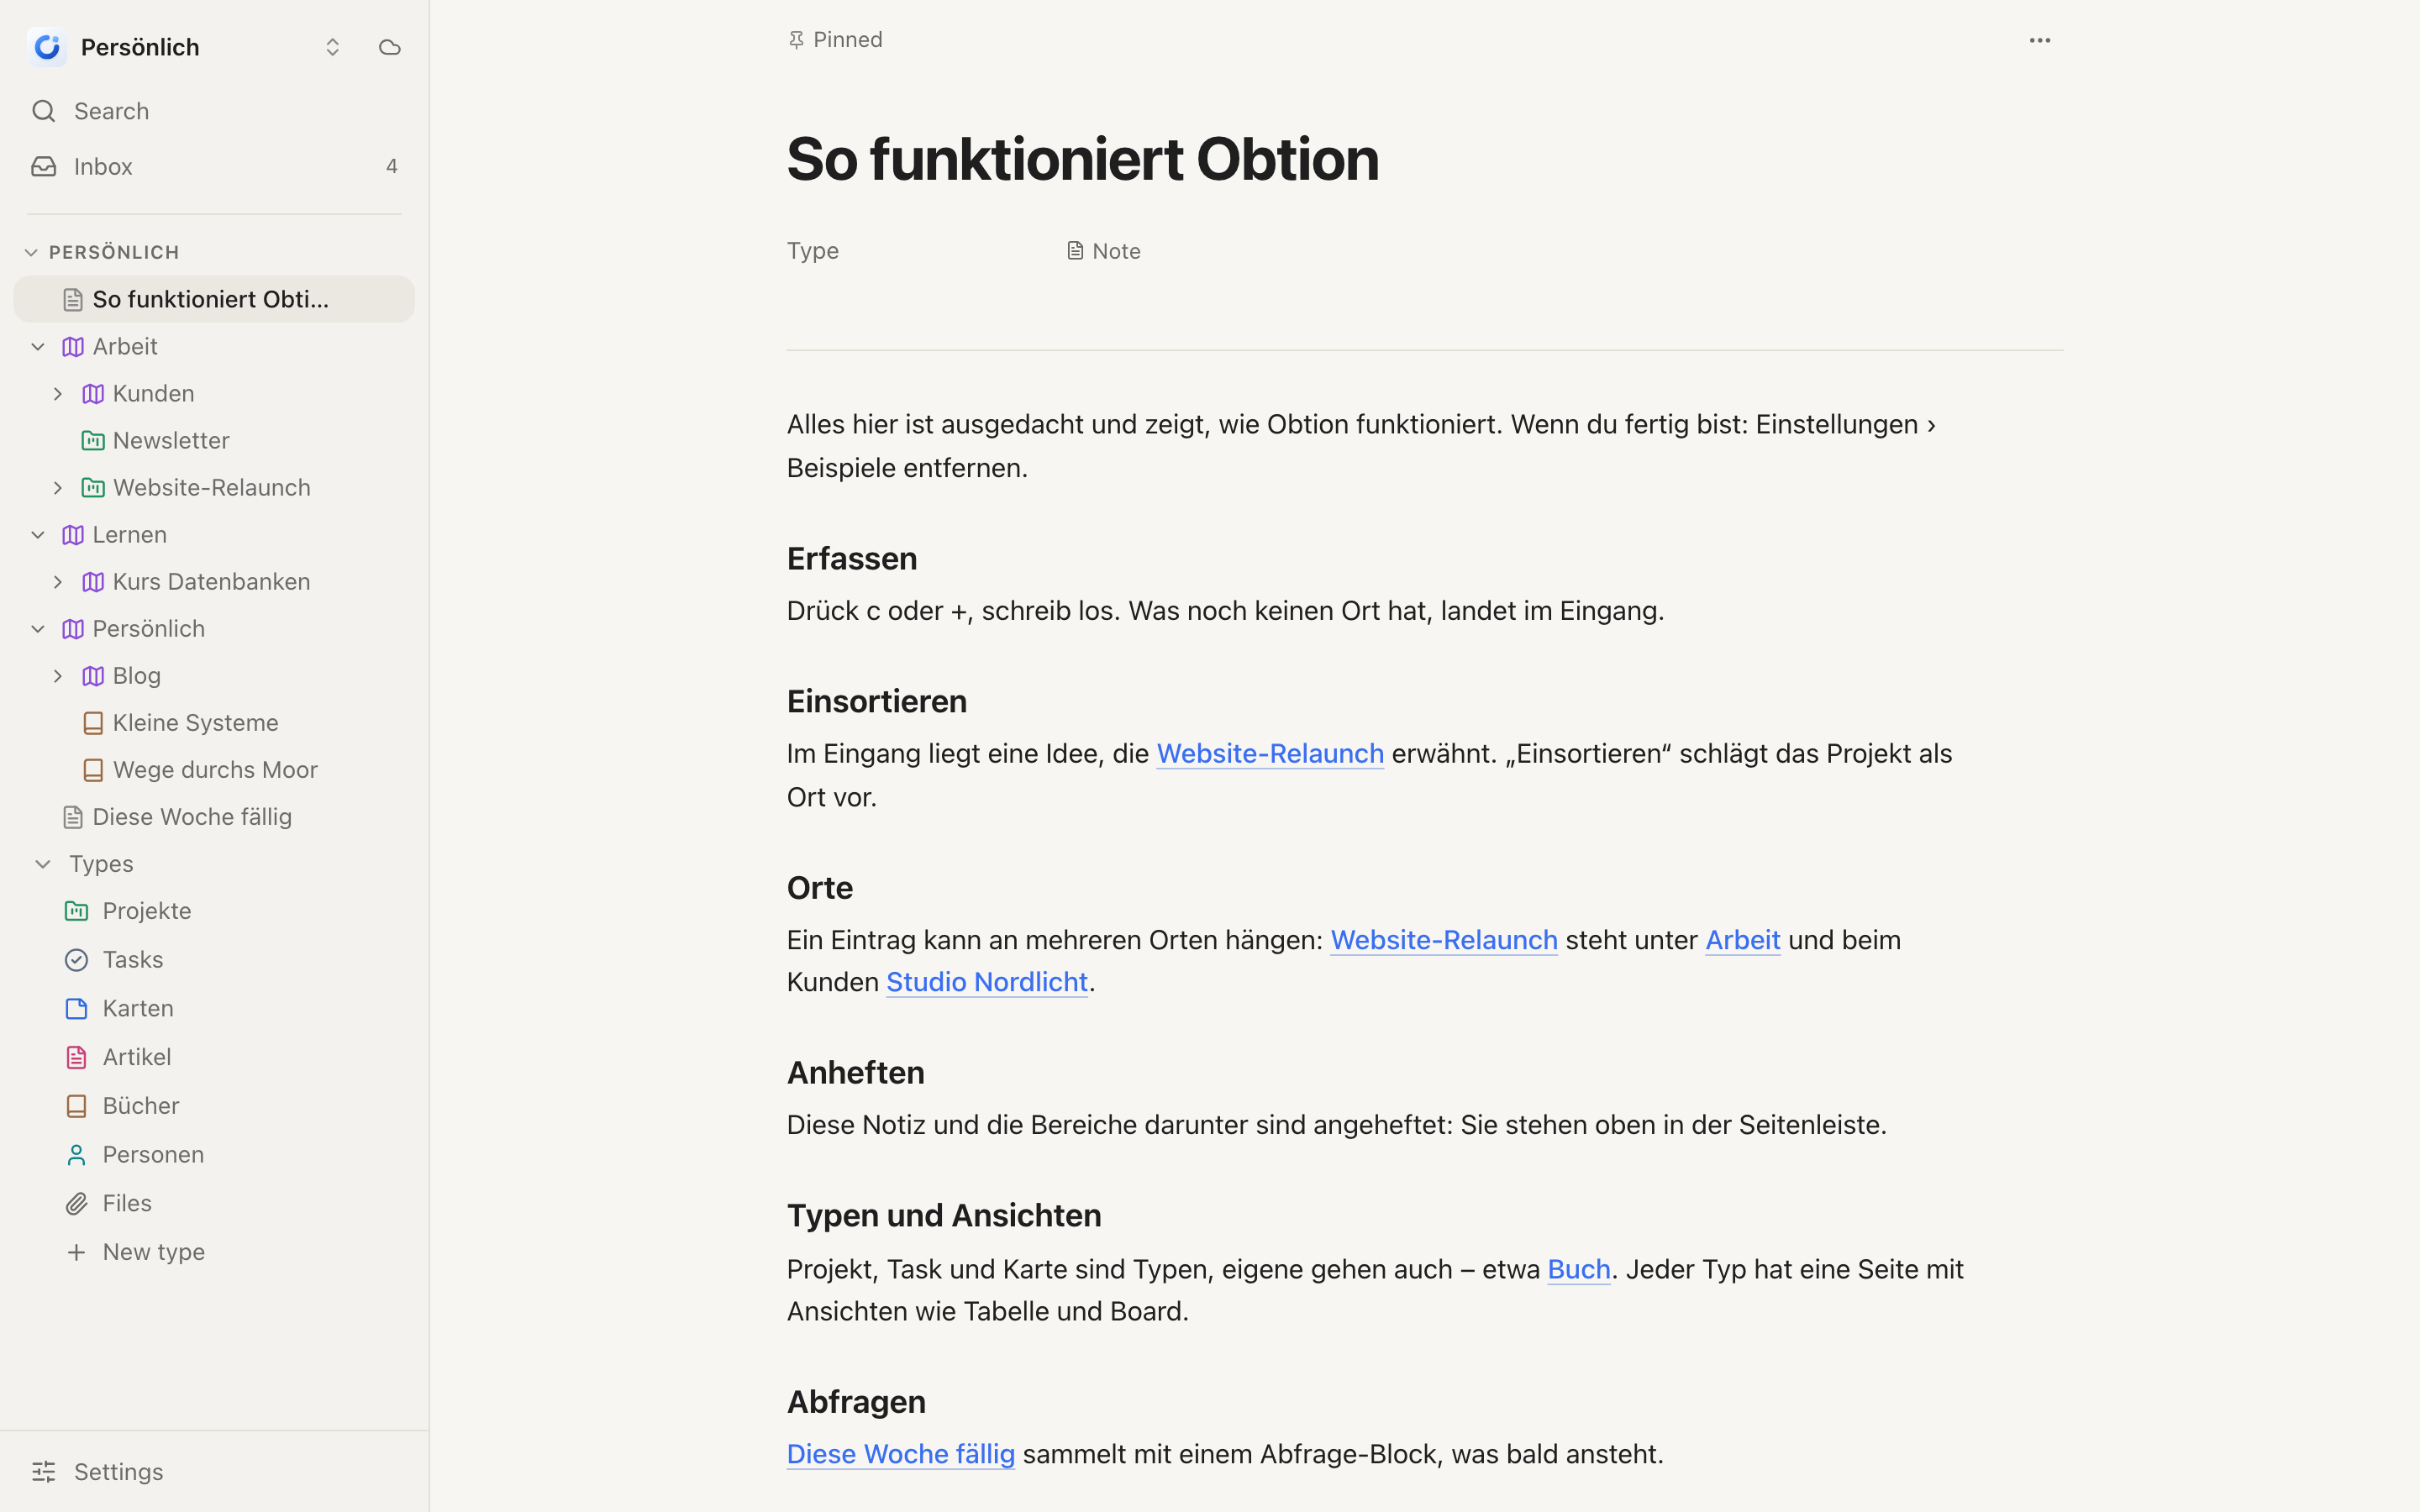 Persönlich
Search
Inbox 4
PERSÖNLICH
So funktioniert Obti...
Arbeit
Kunden
Newsletter
Website-Relaunch
Lernen
Kurs Datenbanken
Persönlich
Blog
Kleine Systeme
Wege durchs Moor
Diese Woche fällig
Types
Projekte
Tasks
Karten
Artikel
Bücher
Personen
Files
New type
Settings
Pinned
So funktioniert Obtion
Type Note
Alles hier ist ausgedacht und zeigt, wie Obtion funktioniert. Wenn du fertig bist: Einstellungen ›
Beispiele entfernen.
Erfassen
Drück c oder +, schreib los. Was noch keinen Ort hat, landet im Eingang.
Einsortieren
Im Eingang liegt eine Idee, die Website-Relaunch erwähnt. „Einsortieren“ schlägt das Projekt als
Ort vor.
Orte
Ein Eintrag kann an mehreren Orten hängen: Website-Relaunch steht unter Arbeit und beim
Kunden Studio Nordlicht.
Anheften
Diese Notiz und die Bereiche darunter sind angeheftet: Sie stehen oben in der Seitenleiste.
Typen und Ansichten
Projekt, Task und Karte sind Typen, eigene gehen auch – etwa Buch. Jeder Typ hat eine Seite mit
Ansichten wie Tabelle und Board.
Abfragen
Diese Woche fällig sammelt mit einem Abfrage-Block, was bald ansteht.